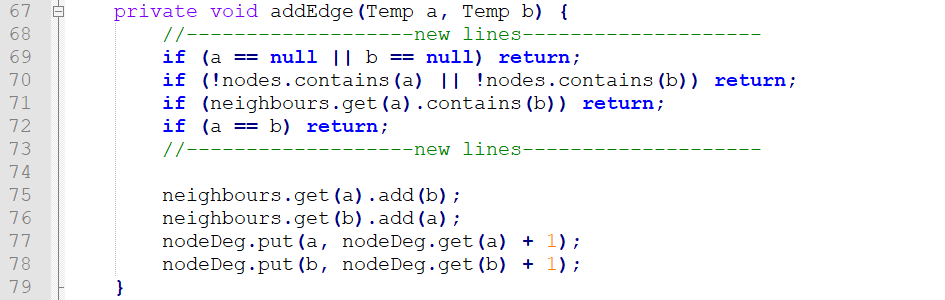 67 private void addEdge(Temp a, Temp b) {
68 //-------------------new lines--------------------
69 if (a == null || b == null) return;
70 if (!nodes.contains(a) || !nodes.contains(b)) return;
71 if (neighbours.get(a).contains(b)) return;
72 if (a == b) return;
73 //-------------------new lines--------------------
74
75 neighbours.get(a).add(b);
76 neighbours.get(b).add(a);
77 nodeDeg.put(a, nodeDeg.get(a) + 1);
78 nodeDeg.put(b, nodeDeg.get(b) + 1);
79 }